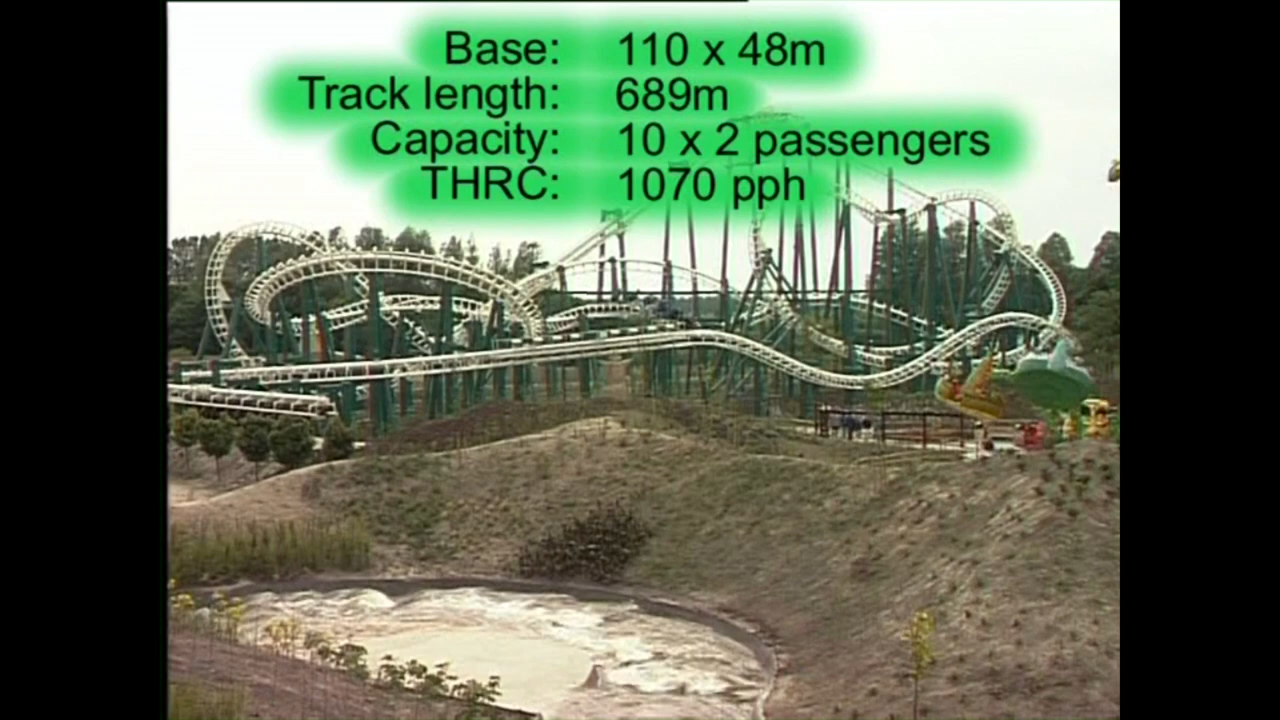 Base: 110 x 48m
Track length: 689m
Capacity: 10 x 2 passengers
THRC: 1070 pph